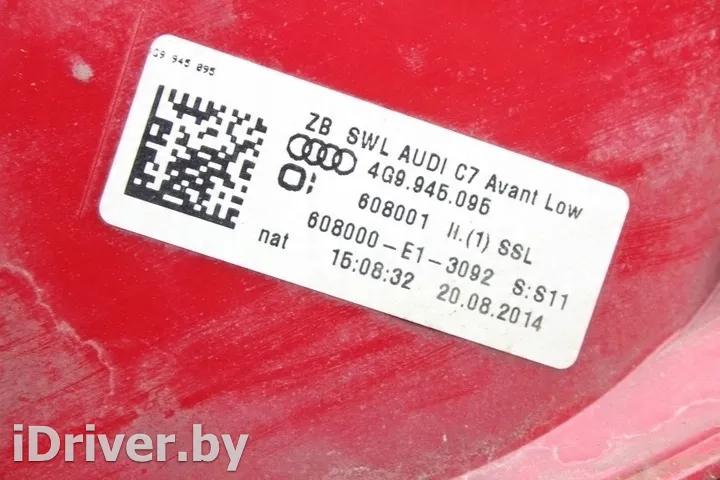 G9 945 095
ZB SWL AUDI C7 Avant Low
4G9.945.095
608001 II.(1) SSL
608000-E1-3092 S:S11
nat 15:08:32 20.08.2014
iDriver.by